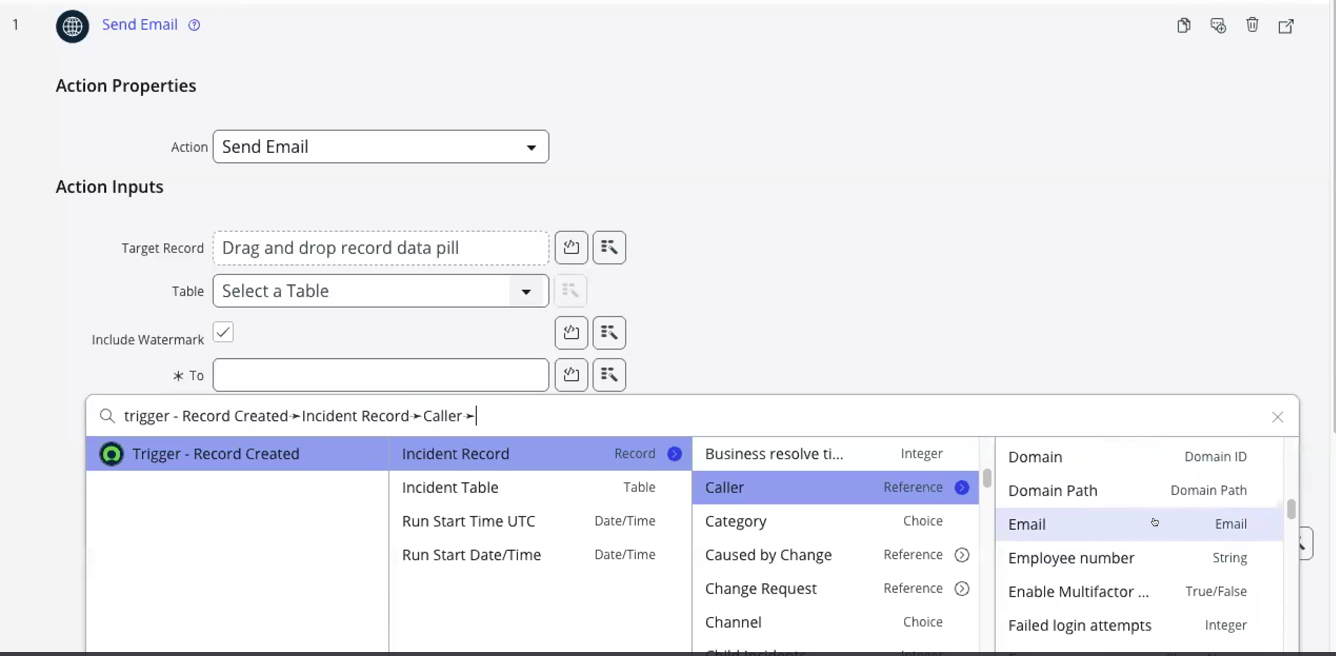 1 Send Email
Action Properties
Action Send Email
Action Inputs
Target Record Drag and drop record data pill
Table Select a Table
Include Watermark
* To
trigger - Record Created➛Incident Record➛Caller➛
Trigger - Record Created Incident Record Record Business resolve ti... Integer Domain Domain ID
Incident Table Table Caller Reference Domain Path Domain Path
Run Start Time UTC Date/Time Category Choice Email Email
Run Start Date/Time Date/Time Caused by Change Reference Employee number String
Change Request Reference Enable Multifactor ... True/False
Channel Choice Failed login attempts Integer